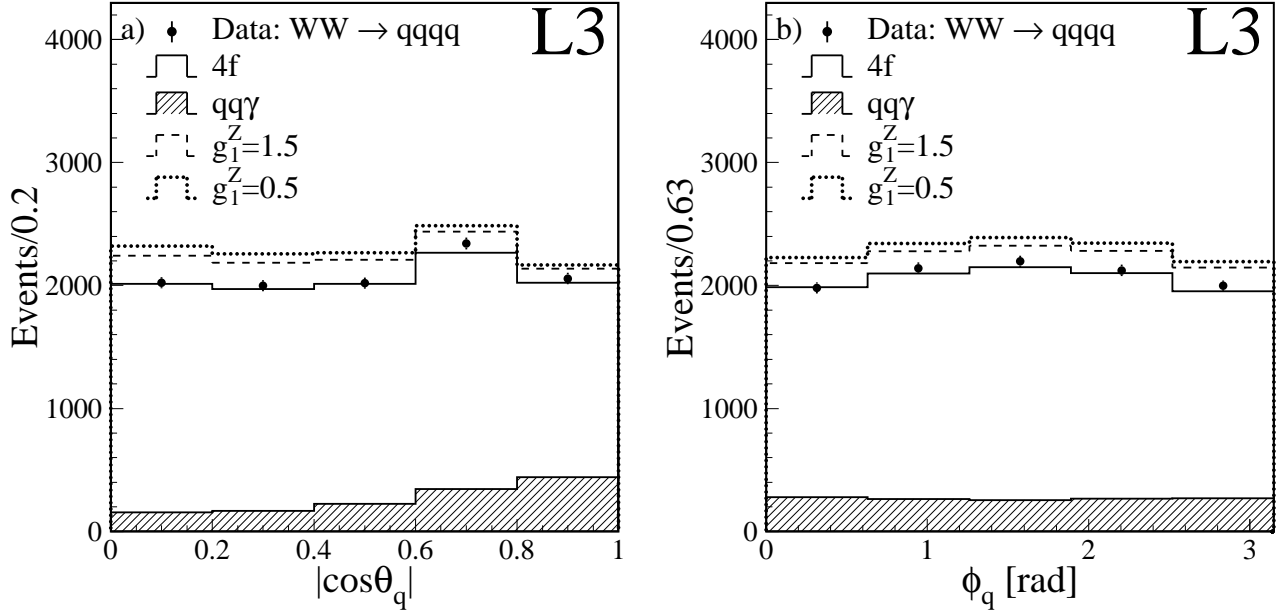 a) Data: WW → qqqq L3
4f
qqγ
g₁ᶻ=1.5
g₁ᶻ=0.5
Events/0.2
4000
3000
2000
1000
0
0 0.2 0.4 0.6 0.8 1
|cosθq|
b) Data: WW → qqqq L3
4f
qqγ
g₁ᶻ=1.5
g₁ᶻ=0.5
Events/0.63
4000
3000
2000
1000
0
0 1 2 3
ϕq [rad]